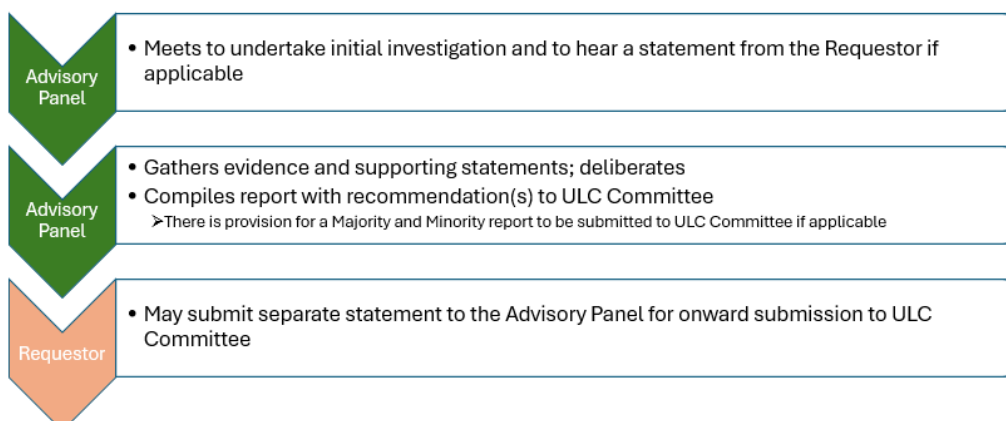 Advisory
Panel
• Meets to undertake initial investigation and to hear a statement from the Requestor if
applicable
Advisory
Panel
• Gathers evidence and supporting statements; deliberates
• Compiles report with recommendation(s) to ULC Committee
➢There is provision for a Majority and Minority report to be submitted to ULC Committee if applicable
Requestor
• May submit separate statement to the Advisory Panel for onward submission to ULC
Committee